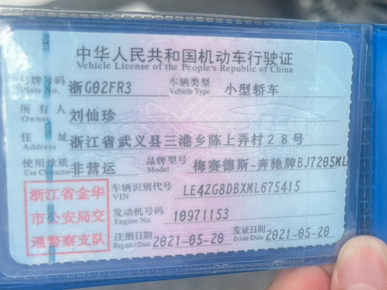 中华人民共和国机动车行驶证
Vehicle License of the People's Republic of China
号牌号码 浙G02FR3 车辆类型 小型轿车
Plate No. Vehicle Type
所有人 刘仙珍
Owner
住址 浙江省武义县三港乡陈上弄村28号
Address
使用性质 非营运 品牌型号 梅赛德斯-奔驰牌BJ7205ML
Use Character Model
浙江省金华
市公安局交
通警察支队
车辆识别代号 LE4ZG8DBXML675415
VIN
发动机号码 10971153
Engine No.
注册日期 2021-05-20 发证日期 2021-05-20
Register Date Issue Date